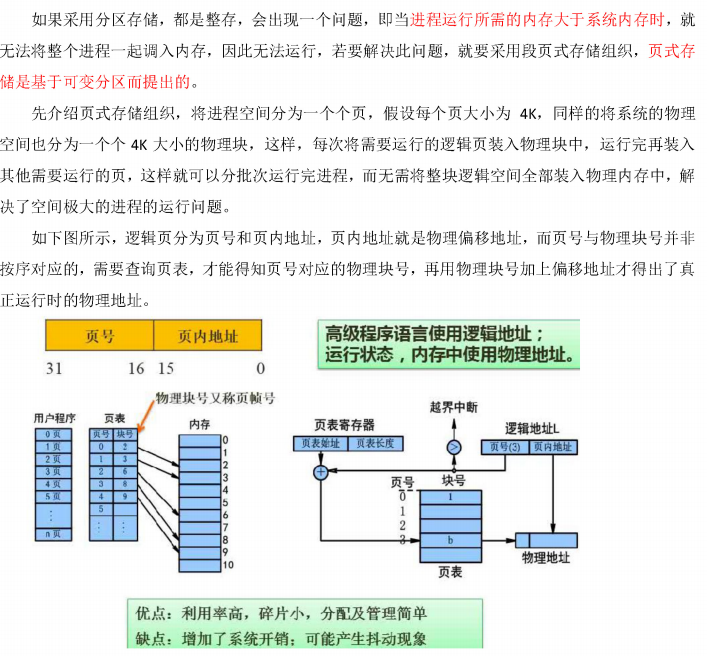 如果采用分区存储，都是整存，会出现一个问题，即当进程运行所需的内存大于系统内存时，就
无法将整个进程一起调入内存，因此无法运行，若要解决此问题，就要采用段页式存储组织，页式存
储是基于可变分区而提出的。
先介绍页式存储组织，将进程空间分为一个个页，假设每个页大小为 4K，同样的将系统的物理
空间也分为一个个 4K 大小的物理块，这样，每次将需要运行的逻辑页装入物理块中，运行完再装入
其他需要运行的页，这样就可以分批次运行完进程，而无需将整块逻辑空间全部装入物理内存中，解
决了空间极大的进程的运行问题。
如下图所示，逻辑页分为页号和页内地址，页内地址就是物理偏移地址，而页号与物理块号并非
按序对应的，需要查询页表，才能得知页号对应的物理块号，再用物理块号加上偏移地址才得出了真
正运行时的物理地址。
页号 页内地址
31 16 15 0
高级程序语言使用逻辑地址；
运行状态，内存中使用物理地址。
物理块号又称页帧号
用户程序
0 页
1 页
2 页
3 页
4 页
5 页
⋮
n 页
页表
页号 块号
0 2
1 3
2 6
3 8
4 9
5
⋮ ⋮
内存
0
1
2
3
4
5
6
7
8
9
10
越界中断
页表寄存器
页表始址 页表长度
逻辑地址L
页号(3) 页内地址
+
>
页号 块号
0 1
1
2
3 b
页表
物理地址
优点：利用率高，碎片小，分配及管理简单
缺点：增加了系统开销；可能产生抖动现象